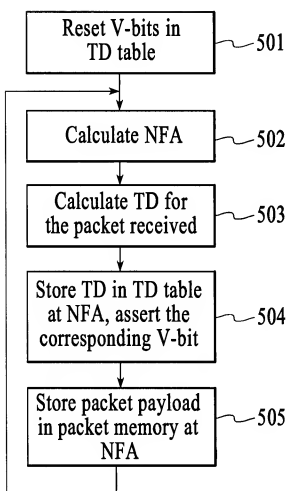 Reset V-bits in
TD table
501
Calculate NFA
502
Calculate TD for
the packet received
503
Store TD in TD table
at NFA, assert the
corresponding V-bit
504
Store packet payload
in packet memory at
NFA
505